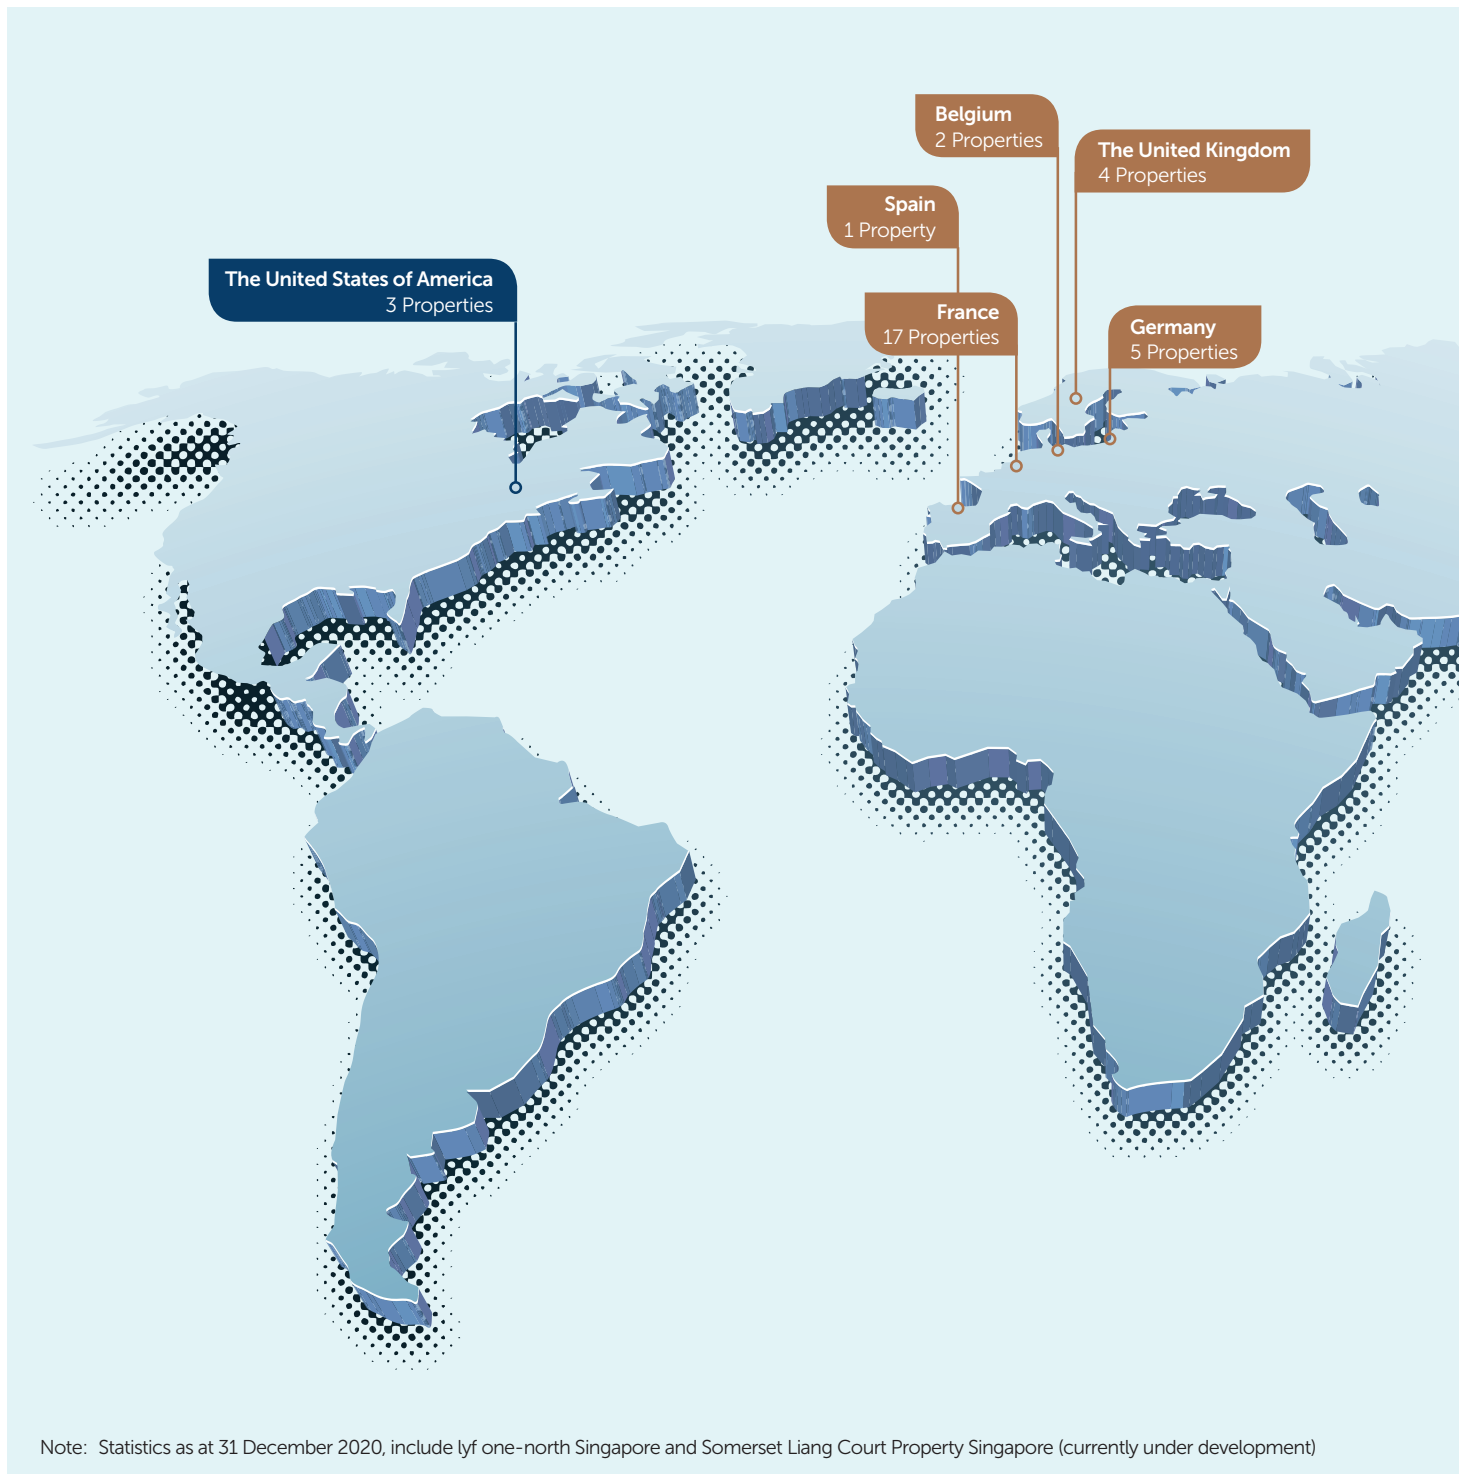 Belgium
2 Properties
The United Kingdom
4 Properties
Spain
1 Property
The United States of America
3 Properties
France
17 Properties
Germany
5 Properties
Note: Statistics as at 31 December 2020, include lyf one-north Singapore and Somerset Liang Court Property Singapore (currently under development)